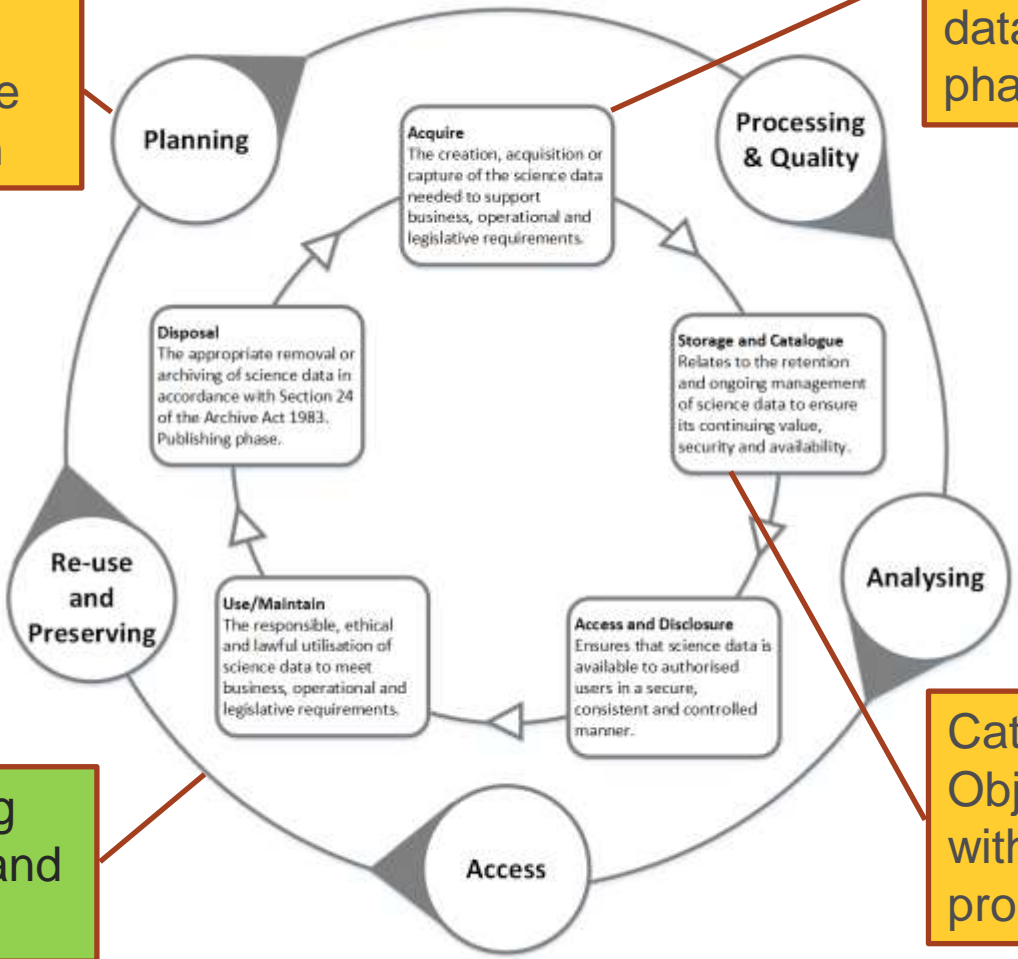 e
data
pha
Planning
Acquire
The creation, acquisition or
capture of the science data
needed to support
business, operational and
legislative requirements.
Processing
& Quality
Disposal
The appropriate removal or
archiving of science data in
accordance with Section 24
of the Archive Act 1983.
Publishing phase.
Storage and Catalogue
Relates to the retention
and ongoing management
of science data to ensure
its continuing value,
security and availability.
Re-use
and
Preserving
Use/Maintain
The responsible, ethical
and lawful utilisation of
science data to meet
business, operational and
legislative requirements.
Access and Disclosure
Ensures that science data is
available to authorised
users in a secure,
consistent and controlled
manner.
Analysing
g
and
Access
Cat
Obj
with
pro